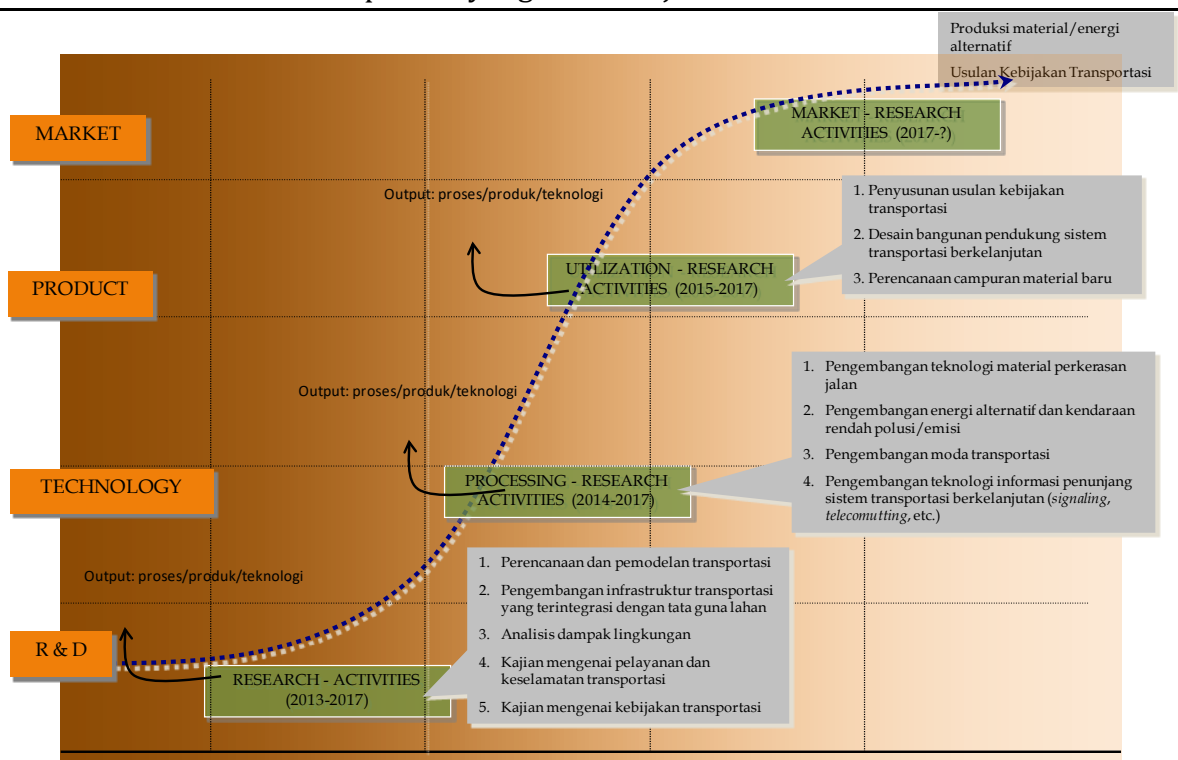 Produksi material/energi
alternatif
Usulan Kebijakan Transportasi
MARKET
MARKET - RESEARCH
ACTIVITIES (2017-?)
Output: proses/produk/teknologi
1. Penyusunan usulan kebijakan
transportasi
2. Desain bangunan pendukung sistem
transportasi berkelanjutan
3. Perencanaan campuran material baru
PRODUCT
UTILIZATION - RESEARCH
ACTIVITIES (2015-2017)
Output: proses/produk/teknologi
1. Pengembangan teknologi material perkerasan
jalan
2. Pengembangan energi alternatif dan kendaraan
rendah polusi/emisi
3. Pengembangan moda transportasi
4. Pengembangan teknologi informasi penunjang
sistem transportasi berkelanjutan (signaling,
telecomutting, etc.)
TECHNOLOGY
PROCESSING - RESEARCH
ACTIVITIES (2014-2017)
Output: proses/produk/teknologi
1. Perencanaan dan pemodelan transportasi
2. Pengembangan infrastruktur transportasi
yang terintegrasi dengan tata guna lahan
3. Analisis dampak lingkungan
4. Kajian mengenai pelayanan dan
keselamatan transportasi
5. Kajian mengenai kebijakan transportasi
R & D
RESEARCH - ACTIVITIES
(2013-2017)